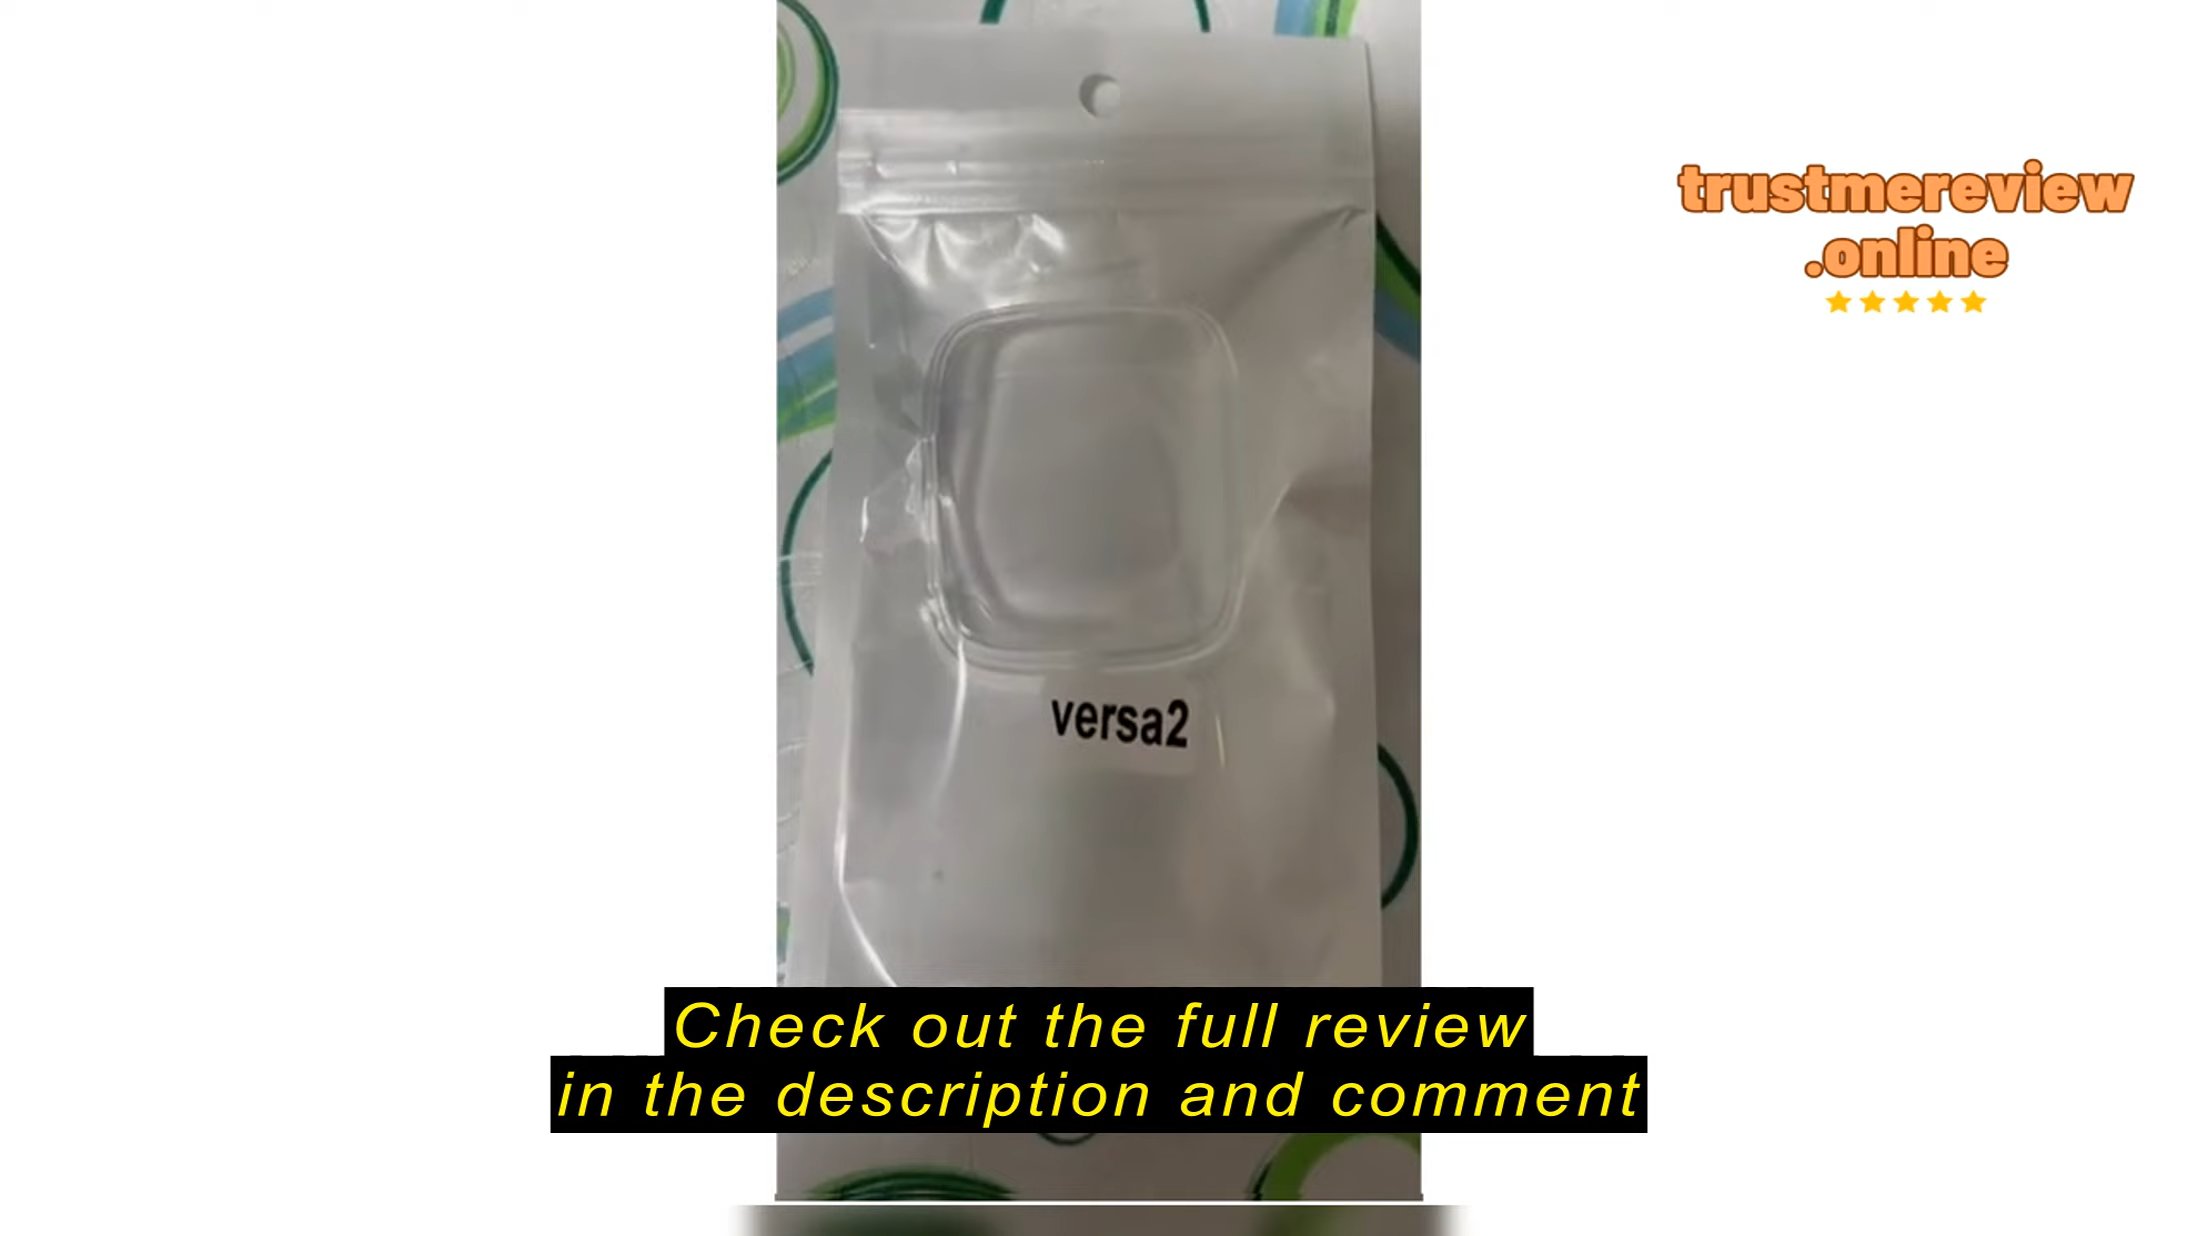 trustmereview
.online
versa2
Check out the full review
in the description and comment